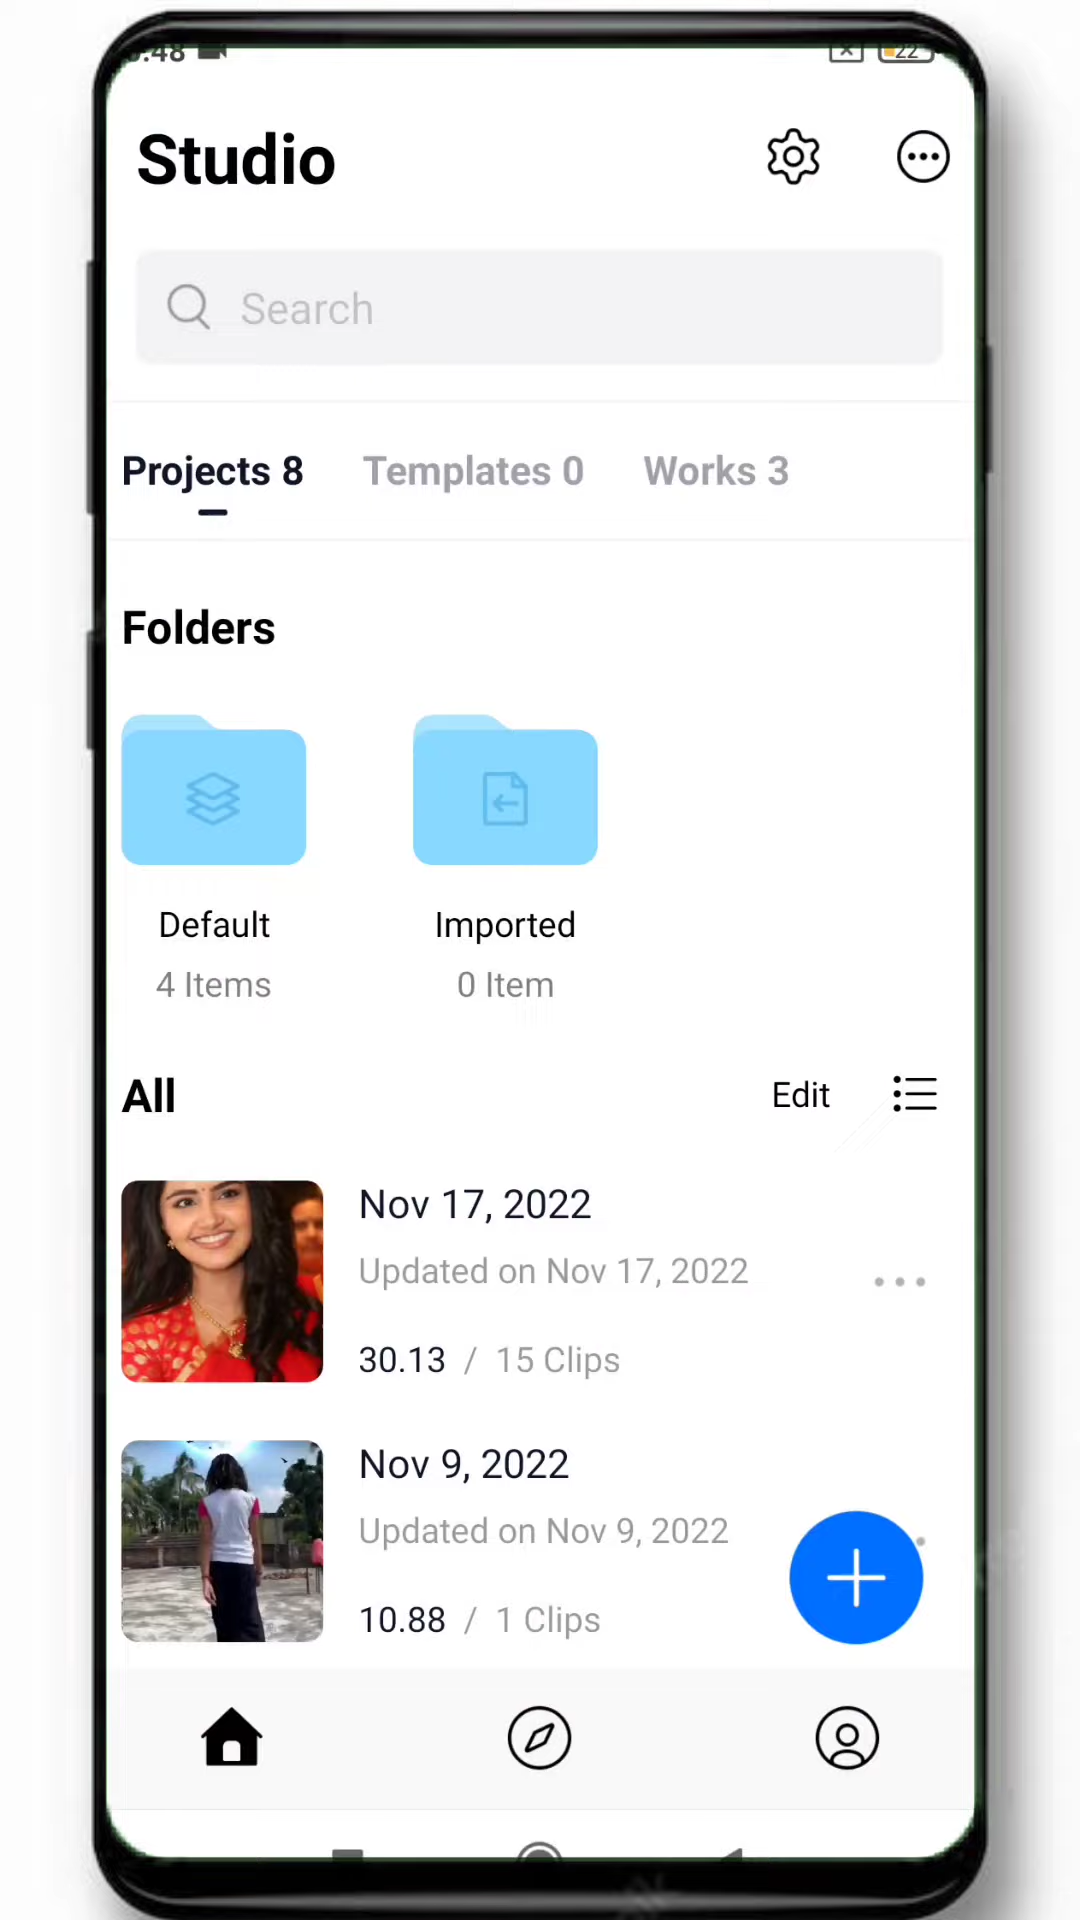 :48
22
Studio
Search
Projects 8
Templates 0
Works 3
Folders
Default
Imported
4 Items
0 Item
All
Edit
Nov 17, 2022
Updated on Nov 17, 2022
30.13 / 15 Clips
Nov 9, 2022
Updated on Nov 9, 2022
10.88 / 1 Clips